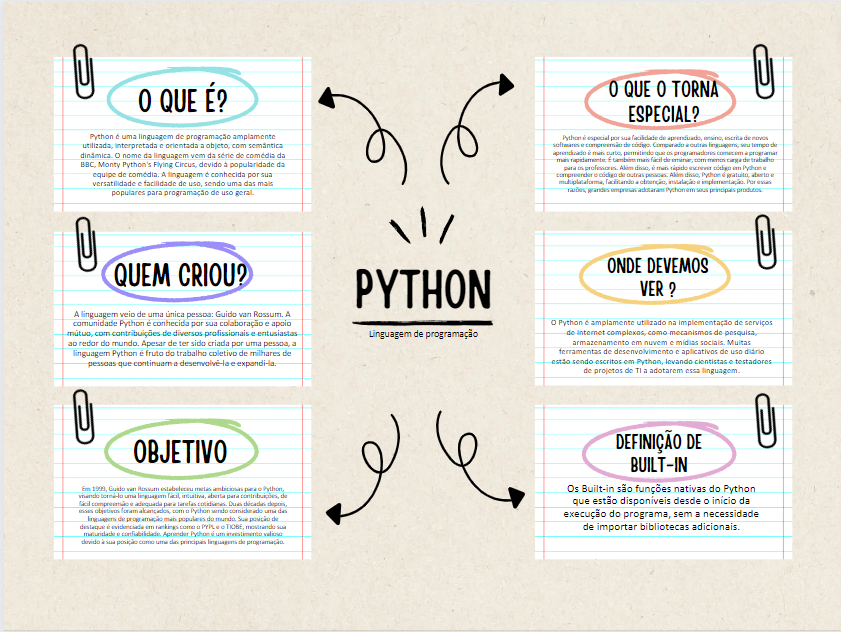 O QUE É?
Python é uma linguagem de programação amplamente
utilizada, interpretada e orientada a objeto, com semântica
dinâmica. O nome da linguagem vem da série de comédia da
BBC, Monty Python's Flying Circus, devido à popularidade da
equipe de comédia. A linguagem é conhecida por sua
versatilidade e facilidade de uso, sendo uma das mais
populares para programação de uso geral.
QUEM CRIOU?
A linguagem veio de uma única pessoa: Guido van Rossum. A
comunidade Python é conhecida por sua colaboração e apoio
mútuo, com contribuições de diversos profissionais e entusiastas
ao redor do mundo. Apesar de ter sido criada por uma pessoa, a
linguagem Python é fruto do trabalho coletivo de milhares de
pessoas que continuam a desenvolvê-la e expandi-la.
OBJETIVO
Em 1999, Guido van Rossum estabeleceu metas ambiciosas para o Python,
visando torná-lo uma linguagem fácil, intuitiva, aberta para contribuições, de
fácil compreensão e adequada para tarefas cotidianas. Duas décadas depois,
esses objetivos foram alcançados, com o Python sendo considerado uma das
linguagens de programação mais populares do mundo. Sua posição de
destaque é evidenciada em rankings como o PYPL e o TIOBE, mostrando sua
maturidade e confiabilidade. Aprender Python é um investimento valioso
devido à sua posição como uma das principais linguagens de programação.
PYTHON
Linguagem de programação
O QUE O TORNA
ESPECIAL?
Python é especial por sua facilidade de aprendizado, ensino, escrita de novos
softwares e compreensão de código. Comparado a outras linguagens, seu tempo de
aprendizado é mais curto, permitindo que os programadores comecem a programar
mais rapidamente. É também mais fácil de ensinar, com menos carga de trabalho
para os professores. Além disso, é mais rápido escrever código em Python e
compreender o código de outras pessoas. Além disso, Python é gratuito, aberto e
multiplataforma, facilitando a obtenção, instalação e implementação. Por essas
razões, grandes empresas adotaram Python em seus principais produtos.
ONDE DEVEMOS
VER ?
O Python é amplamente utilizado na implementação de serviços
de Internet complexos, como mecanismos de pesquisa,
armazenamento em nuvem e mídias sociais. Muitas
ferramentas de desenvolvimento e aplicativos de uso diário
estão sendo escritos em Python, levando cientistas e testadores
de projetos de TI a adotarem essa linguagem.
DEFINIÇÃO DE
BUILT-IN
Os Built-in são funções nativas do Python
que estão disponíveis desde o início da
execução do programa, sem a necessidade
de importar bibliotecas adicionais.